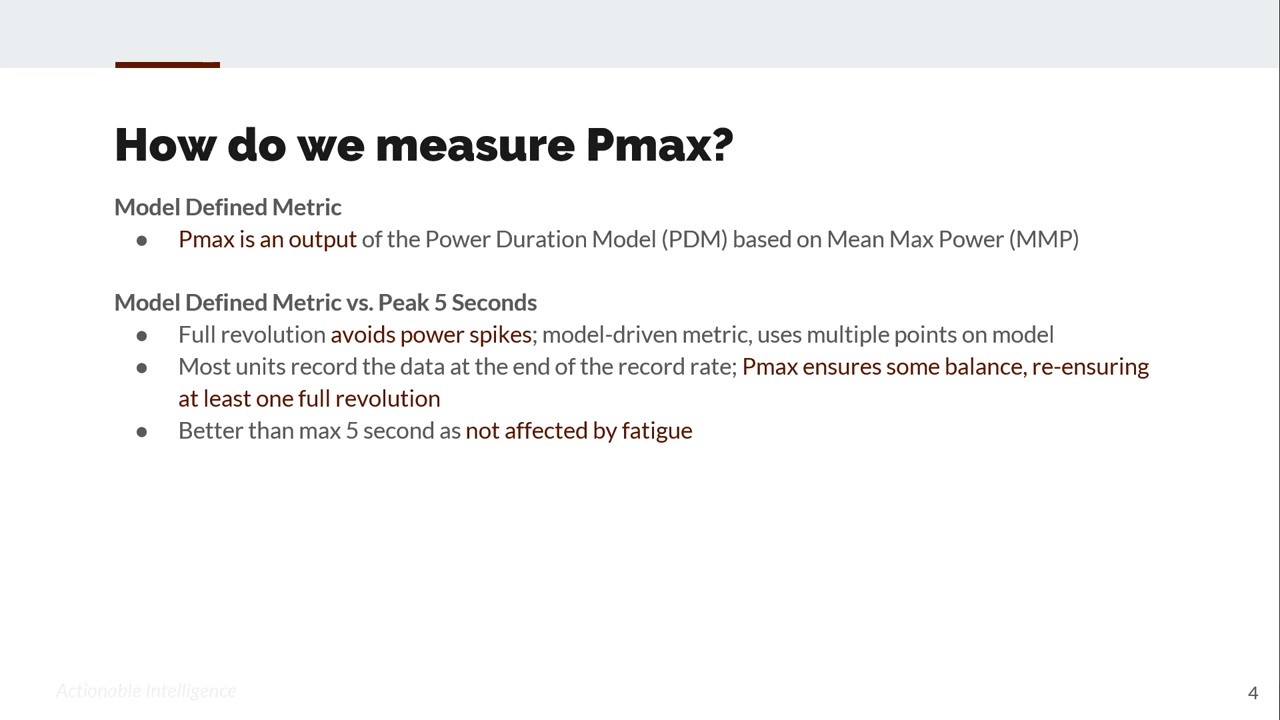 How do we measure Pmax?
Model Defined Metric
● Pmax is an output of the Power Duration Model (PDM) based on Mean Max Power (MMP)
Model Defined Metric vs. Peak 5 Seconds
● Full revolution avoids power spikes; model-driven metric, uses multiple points on model
● Most units record the data at the end of the record rate; Pmax ensures some balance, re-ensuring
at least one full revolution
● Better than max 5 second as not affected by fatigue
Actionable Intelligence
4